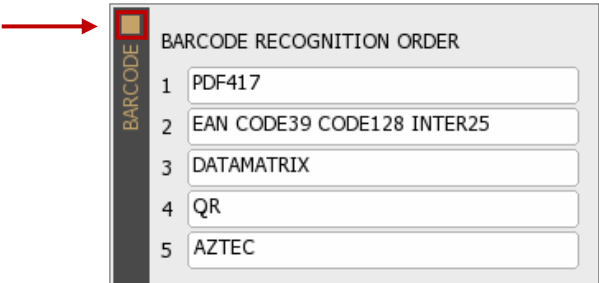 BARCODE
BARCODE RECOGNITION ORDER
1 PDF417
2 EAN CODE39 CODE128 INTER25
3 DATAMATRIX
4 QR
5 AZTEC